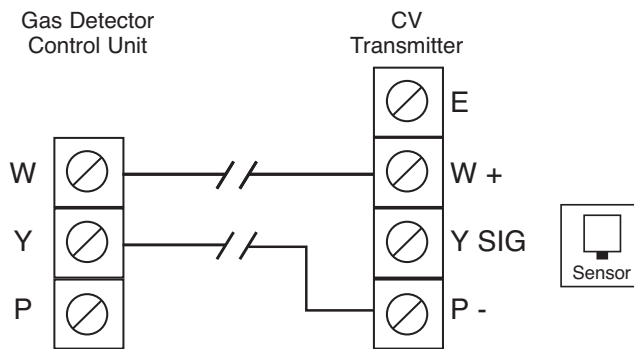 Gas Detector
Control Unit
CV
Transmitter
E
W
W +
Y
Y SIG
P
P -
Sensor